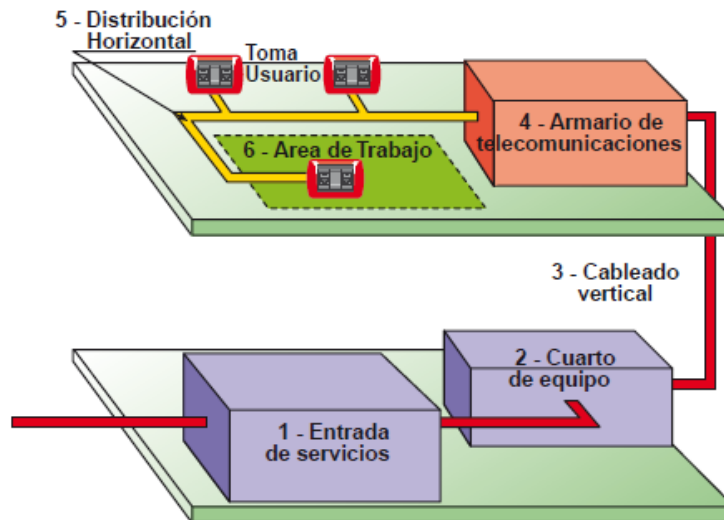 5 - Distribución
Horizontal
Toma
Usuario
4 - Armario de
telecomunicaciones
6 - Area de Trabajo
3 - Cableado
vertical
2 - Cuarto
de equipo
1 - Entrada
de servicios